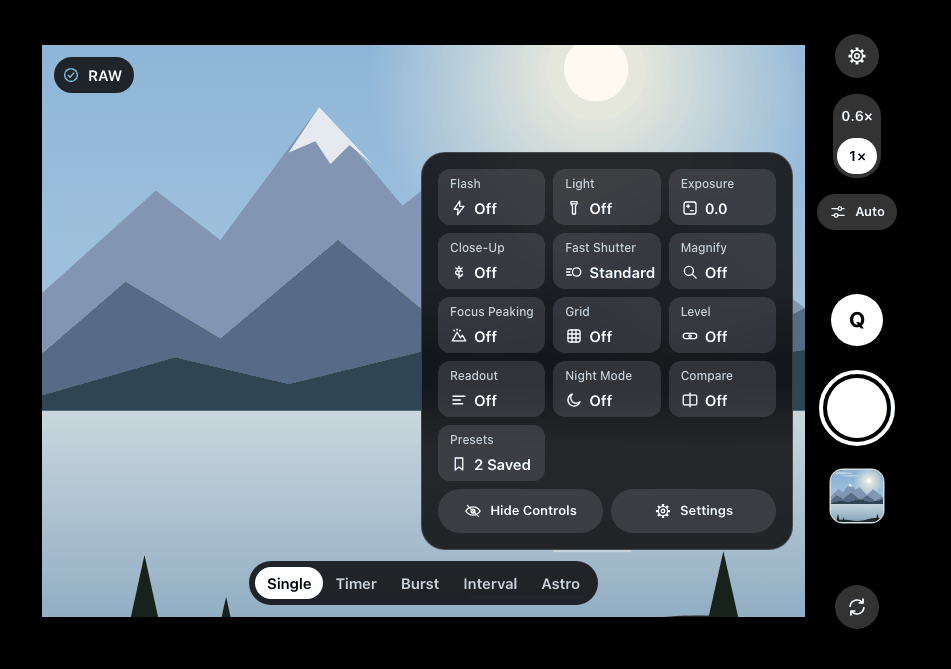 RAW
0.6×
1×
Auto
Q
Flash
Off
Light
Off
Exposure
0.0
Close-Up
Off
Fast Shutter
Standard
Magnify
Off
Focus Peaking
Off
Grid
Off
Level
Off
Readout
Off
Night Mode
Off
Compare
Off
Presets
2 Saved
Hide Controls
Settings
Single
Timer
Burst
Interval
Astro